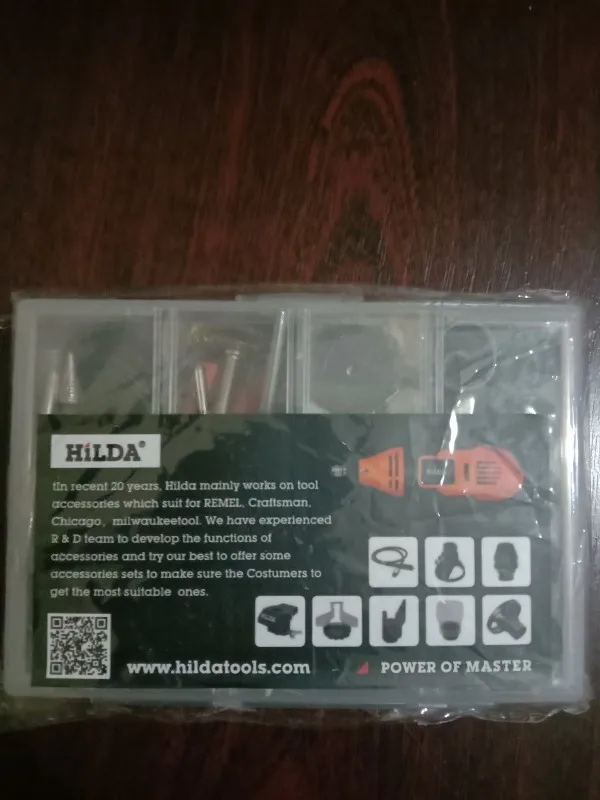 HiLDA®
tIn recent 20 years, Hilda mainly works on tool
accessories which suit for REMEL, Craftsman,
Chicago, milwaukeetool. We have experienced
R & D team to develop the functions of
accessories and try our best to offer some
accessories sets to make sure the Costumers to
get the most suitable ones.
www.hildatools.com
POWER OF MASTER